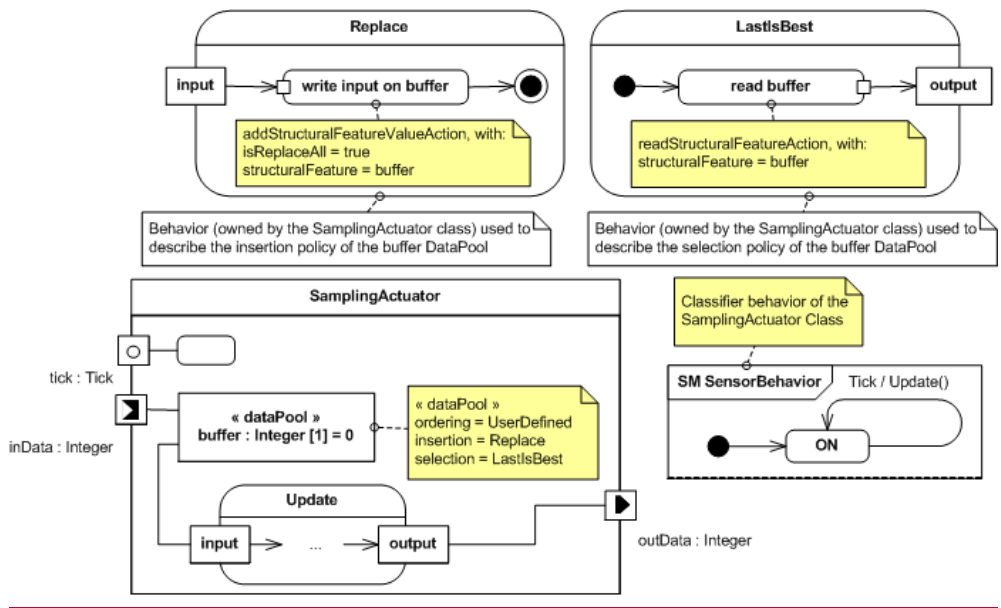 Replace
input
write input on buffer
addStructuralFeatureValueAction, with:
isReplaceAll = true
structuralFeature = buffer
Behavior (owned by the SamplingActuator class) used to
describe the insertion policy of the buffer DataPool
LastIsBest
read buffer
output
readStructuralFeatureAction, with:
structuralFeature = buffer
Behavior (owned by the SamplingActuator class) used to
describe the selection policy of the buffer DataPool
SamplingActuator
tick : Tick
inData : Integer
« dataPool »
buffer : Integer [1] = 0
« dataPool »
ordering = UserDefined
insertion = Replace
selection = LastIsBest
Update
input
...
output
outData : Integer
Classifier behavior of the
SamplingActuator Class
SM SensorBehavior
Tick / Update()
ON